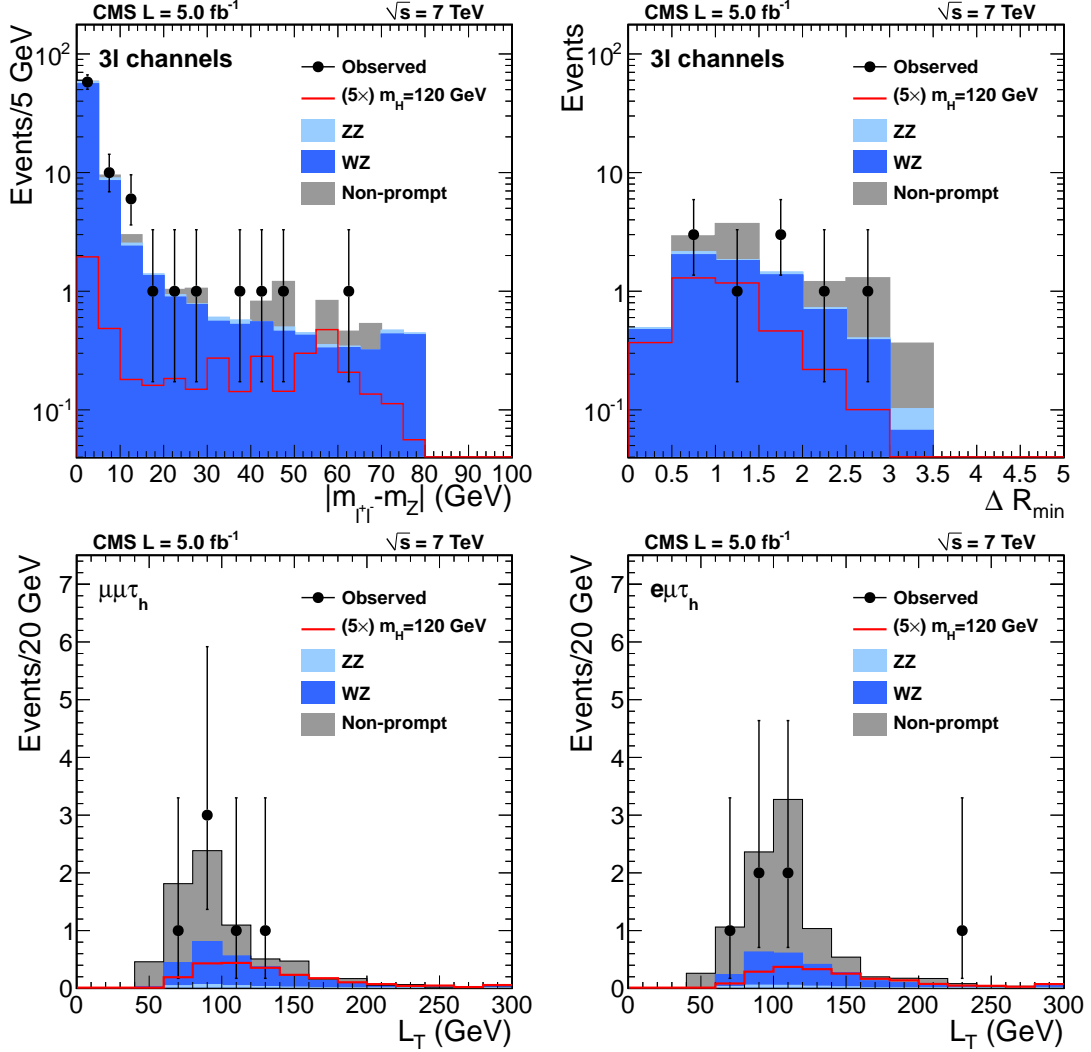 CMS L = 5.0 fb⁻¹ √s = 7 TeV
Events/5 GeV
10²
10
1
10⁻¹
3l channels
Observed
(5×) m_H=120 GeV
ZZ
WZ
Non-prompt
0 10 20 30 40 50 60 70 80 90 100
|m_l⁺l⁻-m_Z| (GeV)
CMS L = 5.0 fb⁻¹ √s = 7 TeV
Events
10²
10
1
10⁻¹
3l channels
Observed
(5×) m_H=120 GeV
ZZ
WZ
Non-prompt
0 0.5 1 1.5 2 2.5 3 3.5 4 4.5 5
Δ R_min
CMS L = 5.0 fb⁻¹ √s = 7 TeV
Events/20 GeV
7
6
5
4
3
2
1
0
μμτ_h
Observed
(5×) m_H=120 GeV
ZZ
WZ
Non-prompt
0 50 100 150 200 250 300
L_T (GeV)
CMS L = 5.0 fb⁻¹ √s = 7 TeV
Events/20 GeV
7
6
5
4
3
2
1
0
eμτ_h
Observed
(5×) m_H=120 GeV
ZZ
WZ
Non-prompt
0 50 100 150 200 250 300
L_T (GeV)